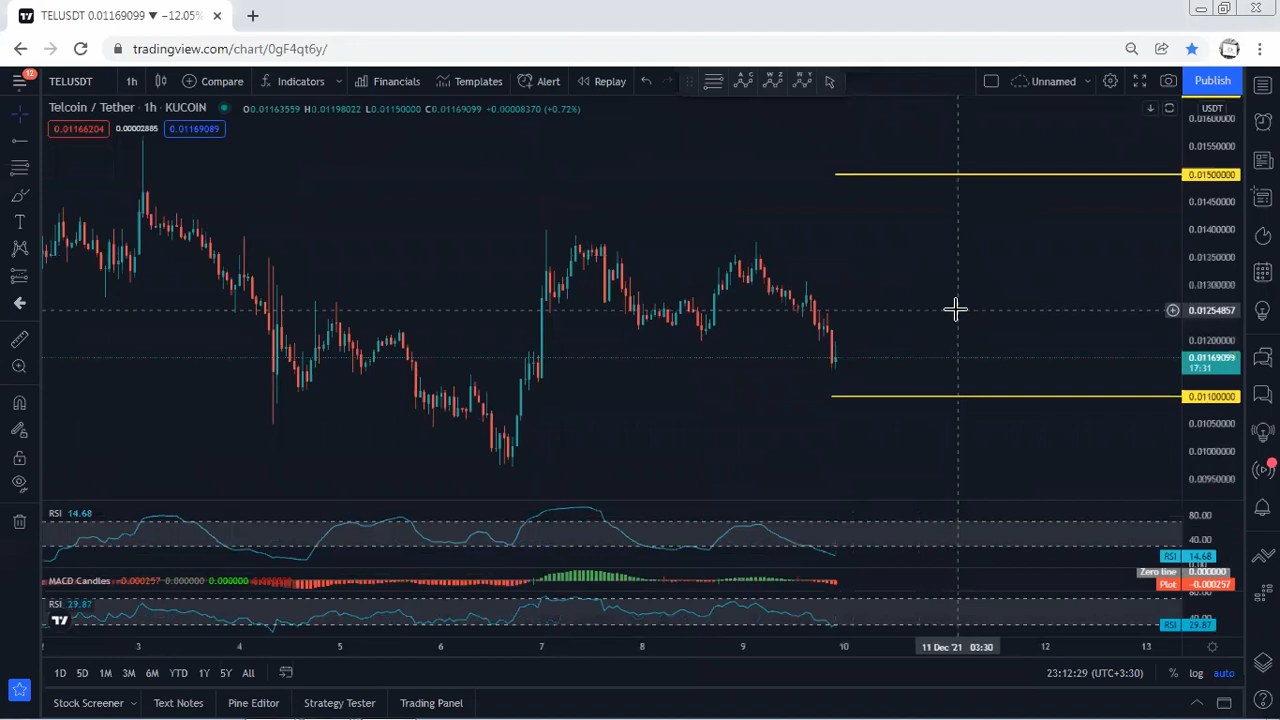 TELUSDT 0.01169099 ▼ −12.05%
tradingview.com/chart/0gF4qt6y/
12
TELUSDT 1h Compare Indicators Financials Templates Alert Replay Unnamed Publish
Telcoin / Tether · 1h · KUCOIN O0.01163559 H0.01198022 L0.01150000 C0.01169099 +0.00008370 (+0.72%)
USDT
0.01166204 0.00002885 0.01169089
0.01600000
0.01550000
0.01500000
0.01450000
0.01400000
0.01350000
0.01300000
0.01254857
0.01200000
0.01169099
17:31
0.01100000
0.01050000
0.01000000
0.00950000
RSI 14.68
80.00
40.00
RSI 14.68
MACD Candles −0.000257 0.000000 0.000000
Zero line 0.000000
Plot −0.000257
RSI 29.87
RSI 29.87
3 4 5 6 7 8 9 10 11 Dec '21 03:30 12 13
1D 5D 1M 3M 6M YTD 1Y 5Y All 23:12:29 (UTC+3:30) % log auto
Stock Screener Text Notes Pine Editor Strategy Tester Trading Panel